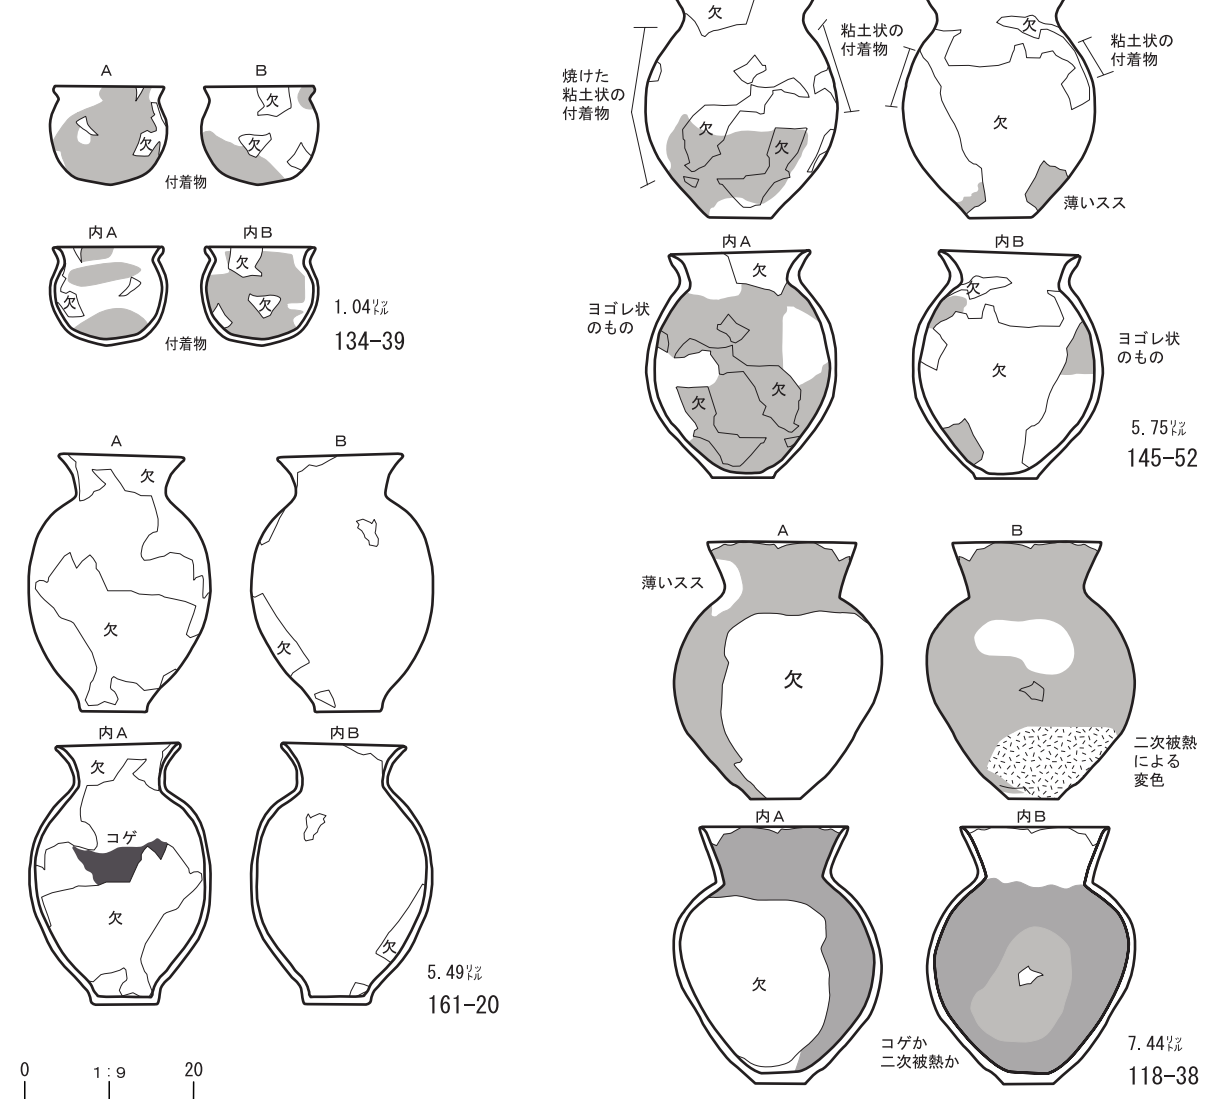 A
B
欠
欠
欠
付着物
内A
内B
欠
欠
欠
付着物
1.04リットル
134−39
A
B
欠
欠
欠
内A
内B
欠
コゲ
欠
欠
5.49リットル
161−20
0
1:9
20
欠
焼けた
粘土状の
付着物
粘土状の
付着物
欠
欠
欠
粘土状の
付着物
欠
薄いスス
内A
内B
欠
ヨゴレ状
のもの
欠
欠
欠
欠
ヨゴレ状
のもの
5.75リットル
145−52
A
B
薄いスス
欠
二次被熱
による
変色
内A
内B
欠
コゲか
二次被熱か
7.44リットル
118−38